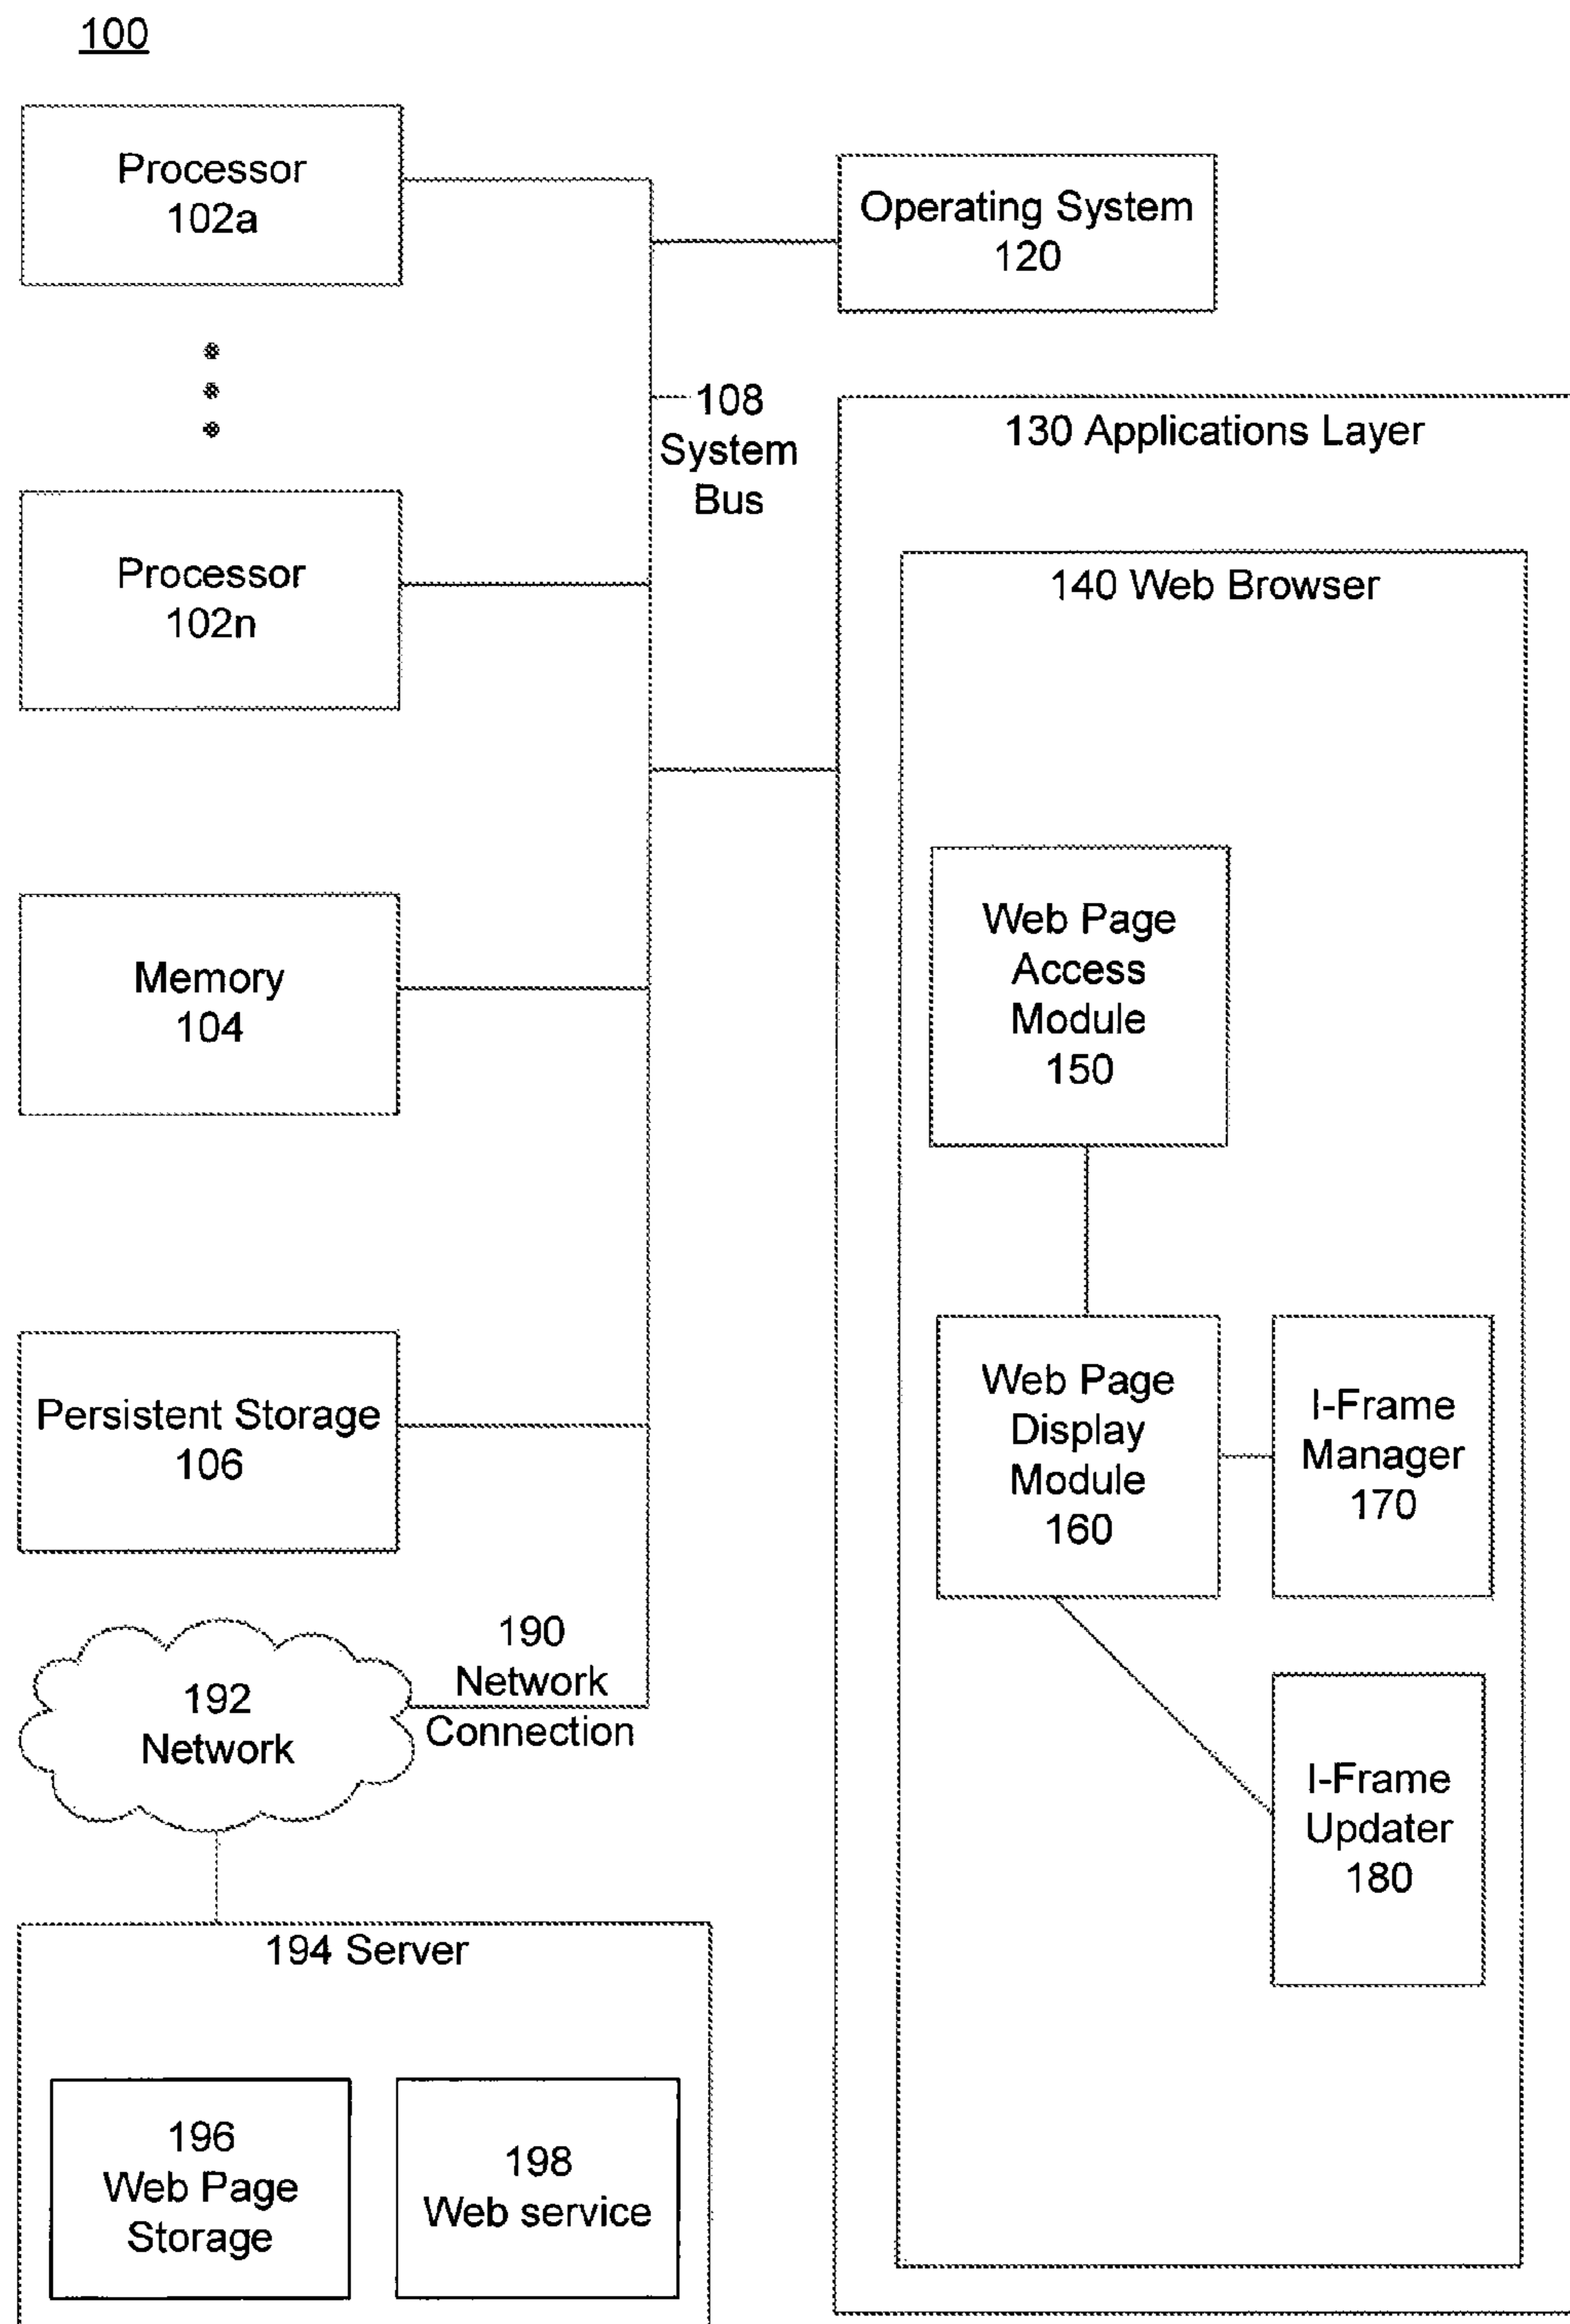 100
Processor
102a
Operating System
120
108
System
Bus
130 Applications Layer
Processor
102n
140 Web Browser
Memory
104
Web Page
Access
Module
150
Persistent Storage
106
Web Page
Display
Module
160
I-Frame
Manager
170
190
Network
Connection
192
Network
I-Frame
Updater
180
194 Server
196
Web Page
Storage
198
Web service